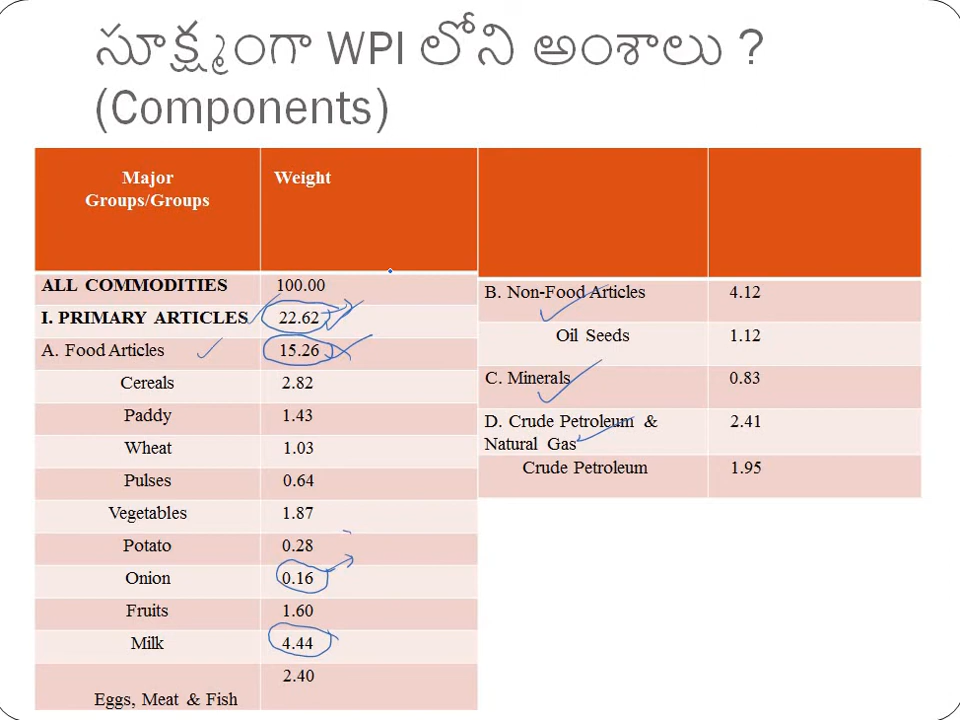 సూక్ష్మంగా WPI లోని అంశాలు ?
(Components)
Major
Groups/Groups
Weight
ALL COMMODITIES 100.00
I. PRIMARY ARTICLES 22.62
A. Food Articles 15.26
Cereals 2.82
Paddy 1.43
Wheat 1.03
Pulses 0.64
Vegetables 1.87
Potato 0.28
Onion 0.16
Fruits 1.60
Milk 4.44
2.40
Eggs, Meat & Fish
B. Non-Food Articles 4.12
Oil Seeds 1.12
C. Minerals 0.83
D. Crude Petroleum & 2.41
Natural Gas
Crude Petroleum 1.95